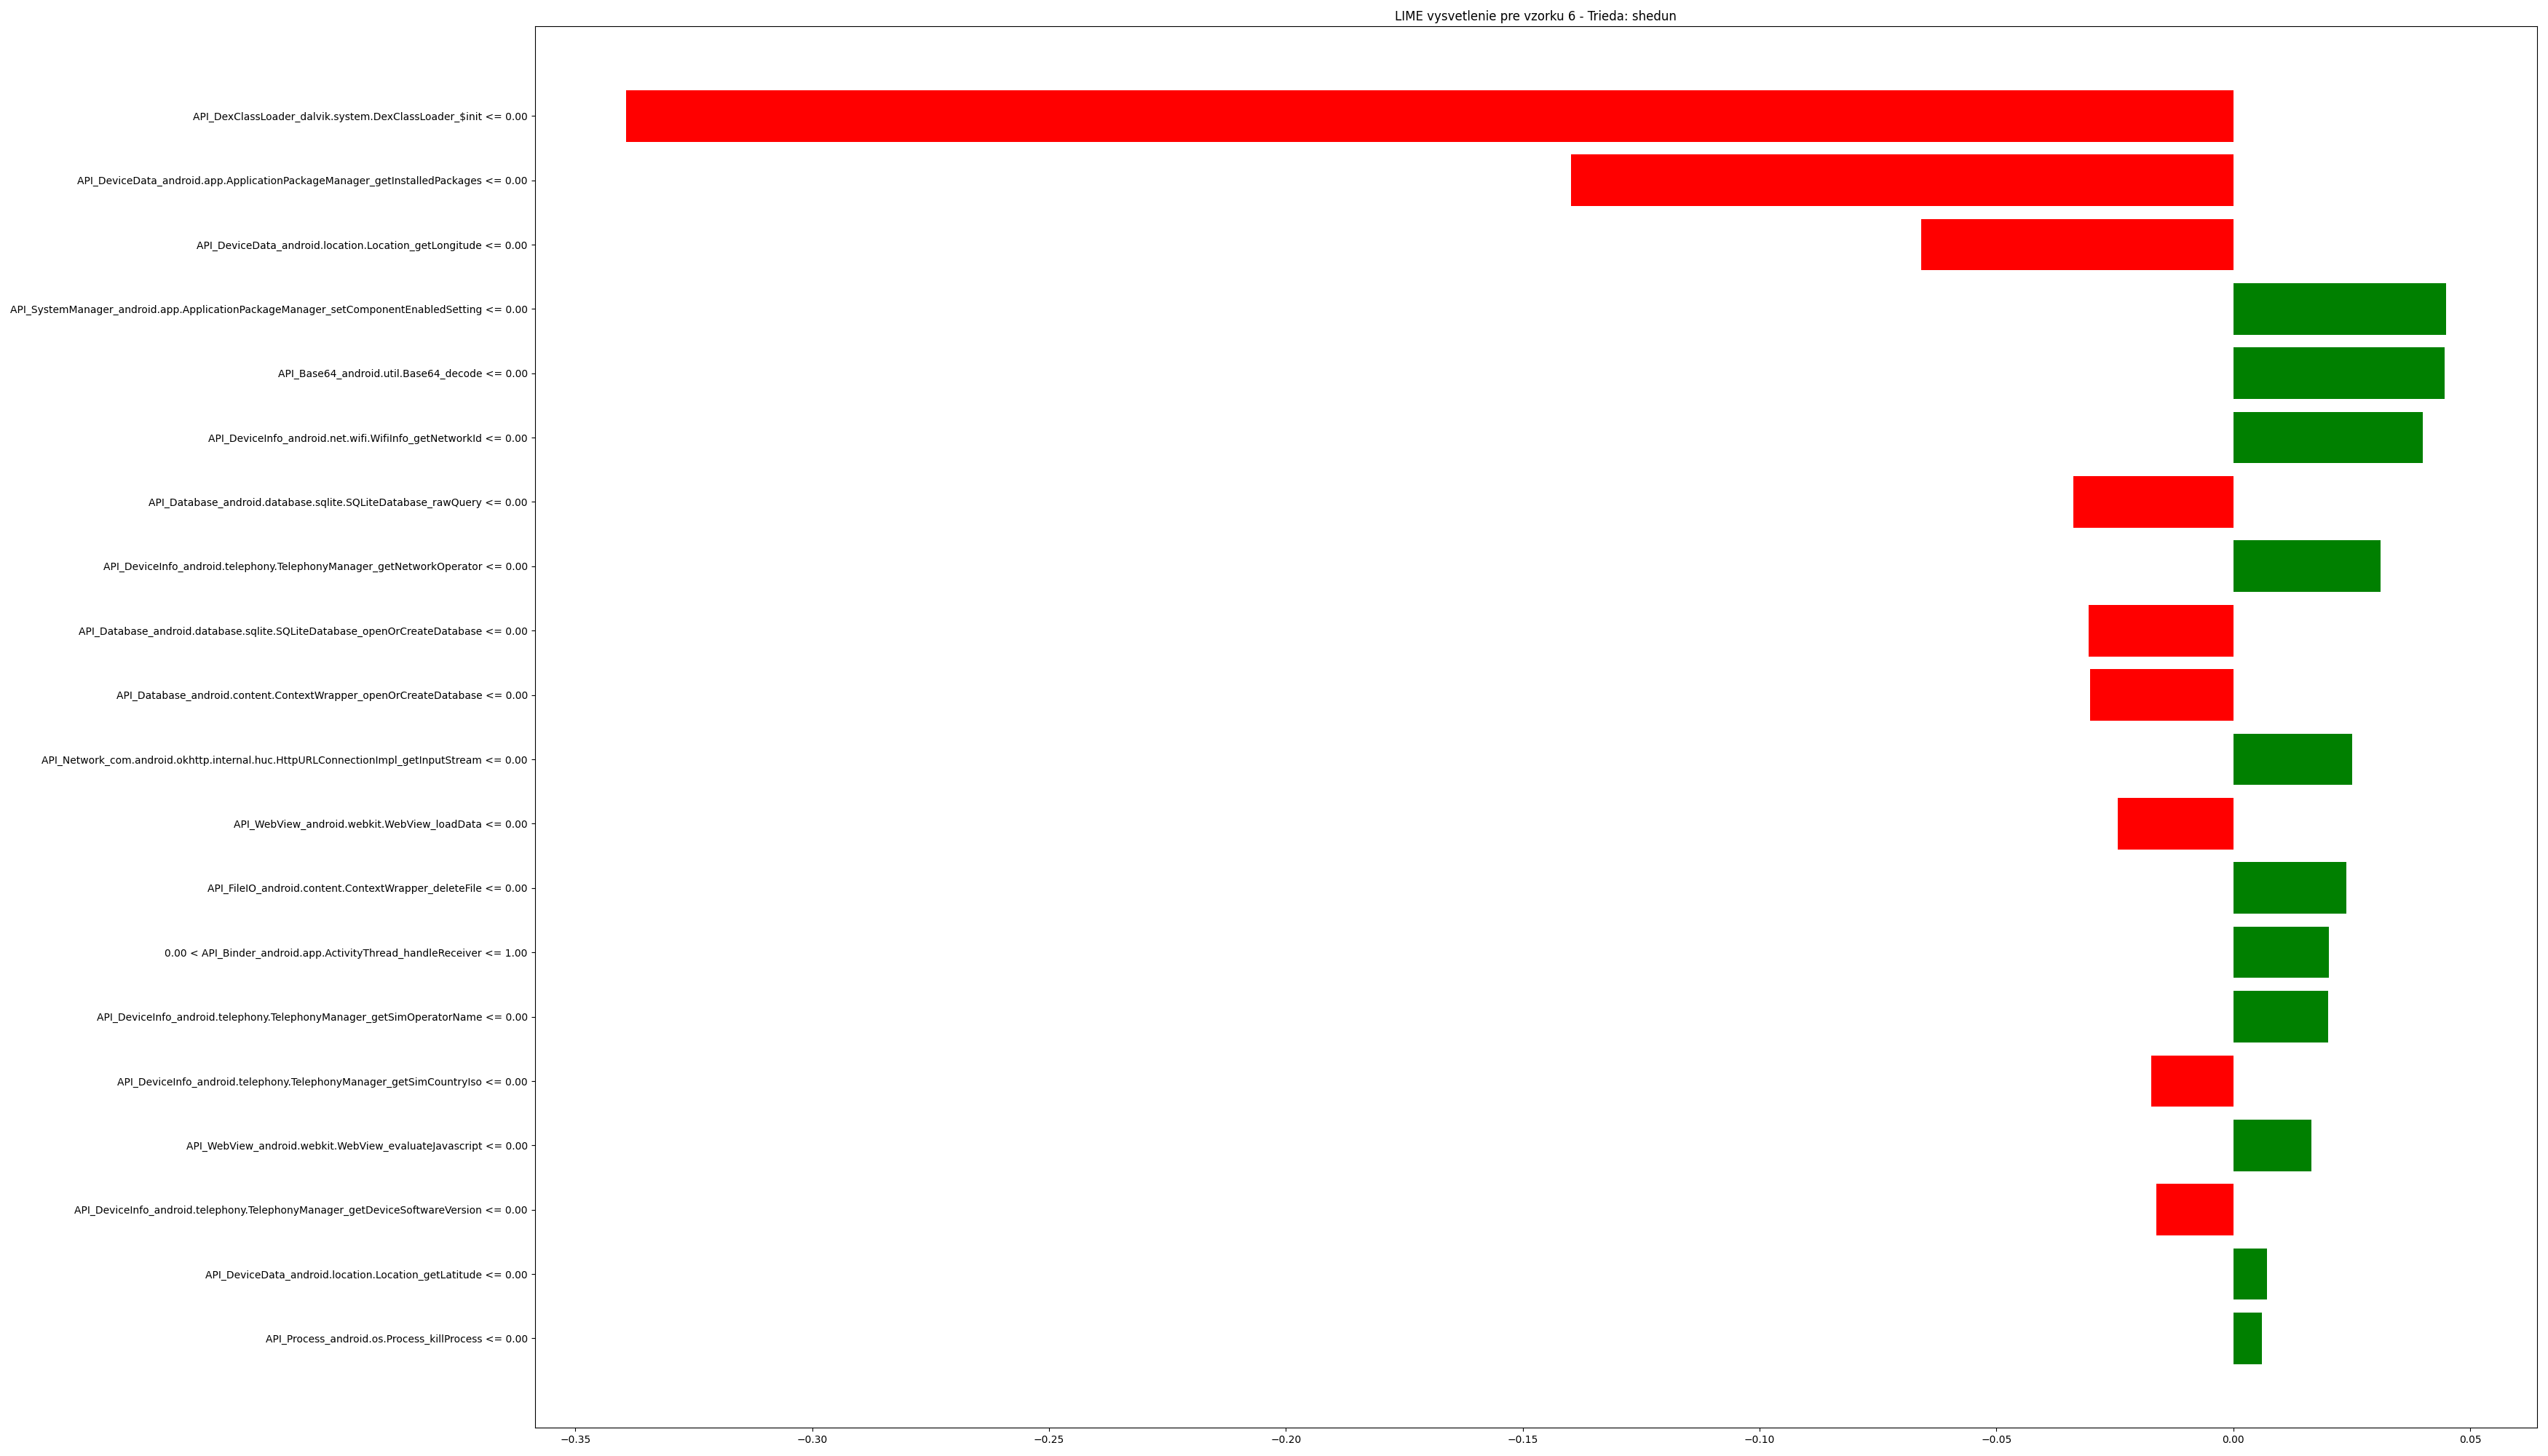 LIME vysvetlenie pre vzorku 6 - Trieda: shedun
API_DexClassLoader_dalvik.system.DexClassLoader_$init <= 0.00
API_DeviceData_android.app.ApplicationPackageManager_getInstalledPackages <= 0.00
API_DeviceData_android.location.Location_getLongitude <= 0.00
API_SystemManager_android.app.ApplicationPackageManager_setComponentEnabledSetting <= 0.00
API_Base64_android.util.Base64_decode <= 0.00
API_DeviceInfo_android.net.wifi.WifiInfo_getNetworkId <= 0.00
API_Database_android.database.sqlite.SQLiteDatabase_rawQuery <= 0.00
API_DeviceInfo_android.telephony.TelephonyManager_getNetworkOperator <= 0.00
API_Database_android.database.sqlite.SQLiteDatabase_openOrCreateDatabase <= 0.00
API_Database_android.content.ContextWrapper_openOrCreateDatabase <= 0.00
API_Network_com.android.okhttp.internal.huc.HttpURLConnectionImpl_getInputStream <= 0.00
API_WebView_android.webkit.WebView_loadData <= 0.00
API_FileIO_android.content.ContextWrapper_deleteFile <= 0.00
0.00 < API_Binder_android.app.ActivityThread_handleReceiver <= 1.00
API_DeviceInfo_android.telephony.TelephonyManager_getSimOperatorName <= 0.00
API_DeviceInfo_android.telephony.TelephonyManager_getSimCountryIso <= 0.00
API_WebView_android.webkit.WebView_evaluateJavascript <= 0.00
API_DeviceInfo_android.telephony.TelephonyManager_getDeviceSoftwareVersion <= 0.00
API_DeviceData_android.location.Location_getLatitude <= 0.00
API_Process_android.os.Process_killProcess <= 0.00
−0.35 −0.30 −0.25 −0.20 −0.15 −0.10 −0.05 0.00 0.05